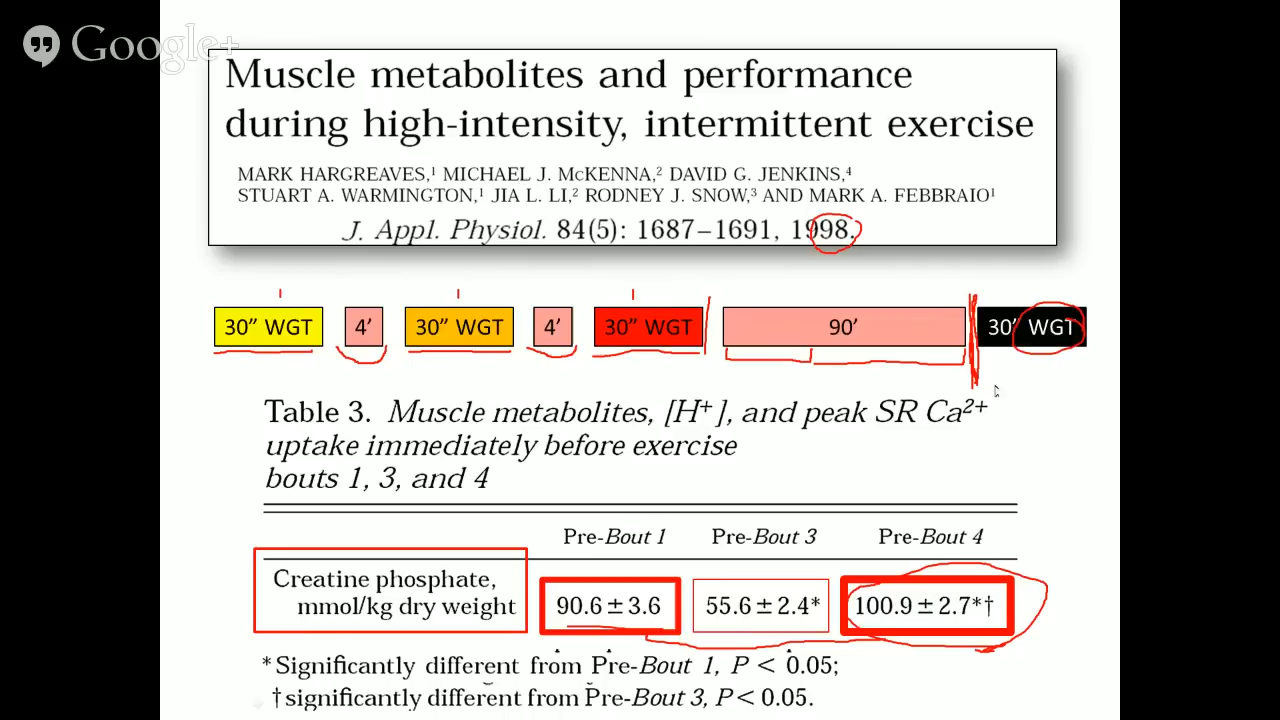 Google+
Muscle metabolites and performance
during high-intensity, intermittent exercise
MARK HARGREAVES,¹ MICHAEL J. McKENNA,² DAVID G. JENKINS,⁴
STUART A. WARMINGTON,¹ JIA L. LI,² RODNEY J. SNOW,³ AND MARK A. FEBBRAIO¹
J. Appl. Physiol. 84(5): 1687–1691, 1998.
30” WGT 4’ 30” WGT 4’ 30” WGT 90’ 30” WGT
Table 3. Muscle metabolites, [H⁺], and peak SR Ca²⁺
uptake immediately before exercise
bouts 1, 3, and 4
Pre-Bout 1 Pre-Bout 3 Pre-Bout 4
Creatine phosphate,
mmol/kg dry weight 90.6 ± 3.6 55.6 ± 2.4* 100.9 ± 2.7*†
* Significantly different from Pre-Bout 1, P < 0.05;
† significantly different from Pre-Bout 3, P < 0.05.